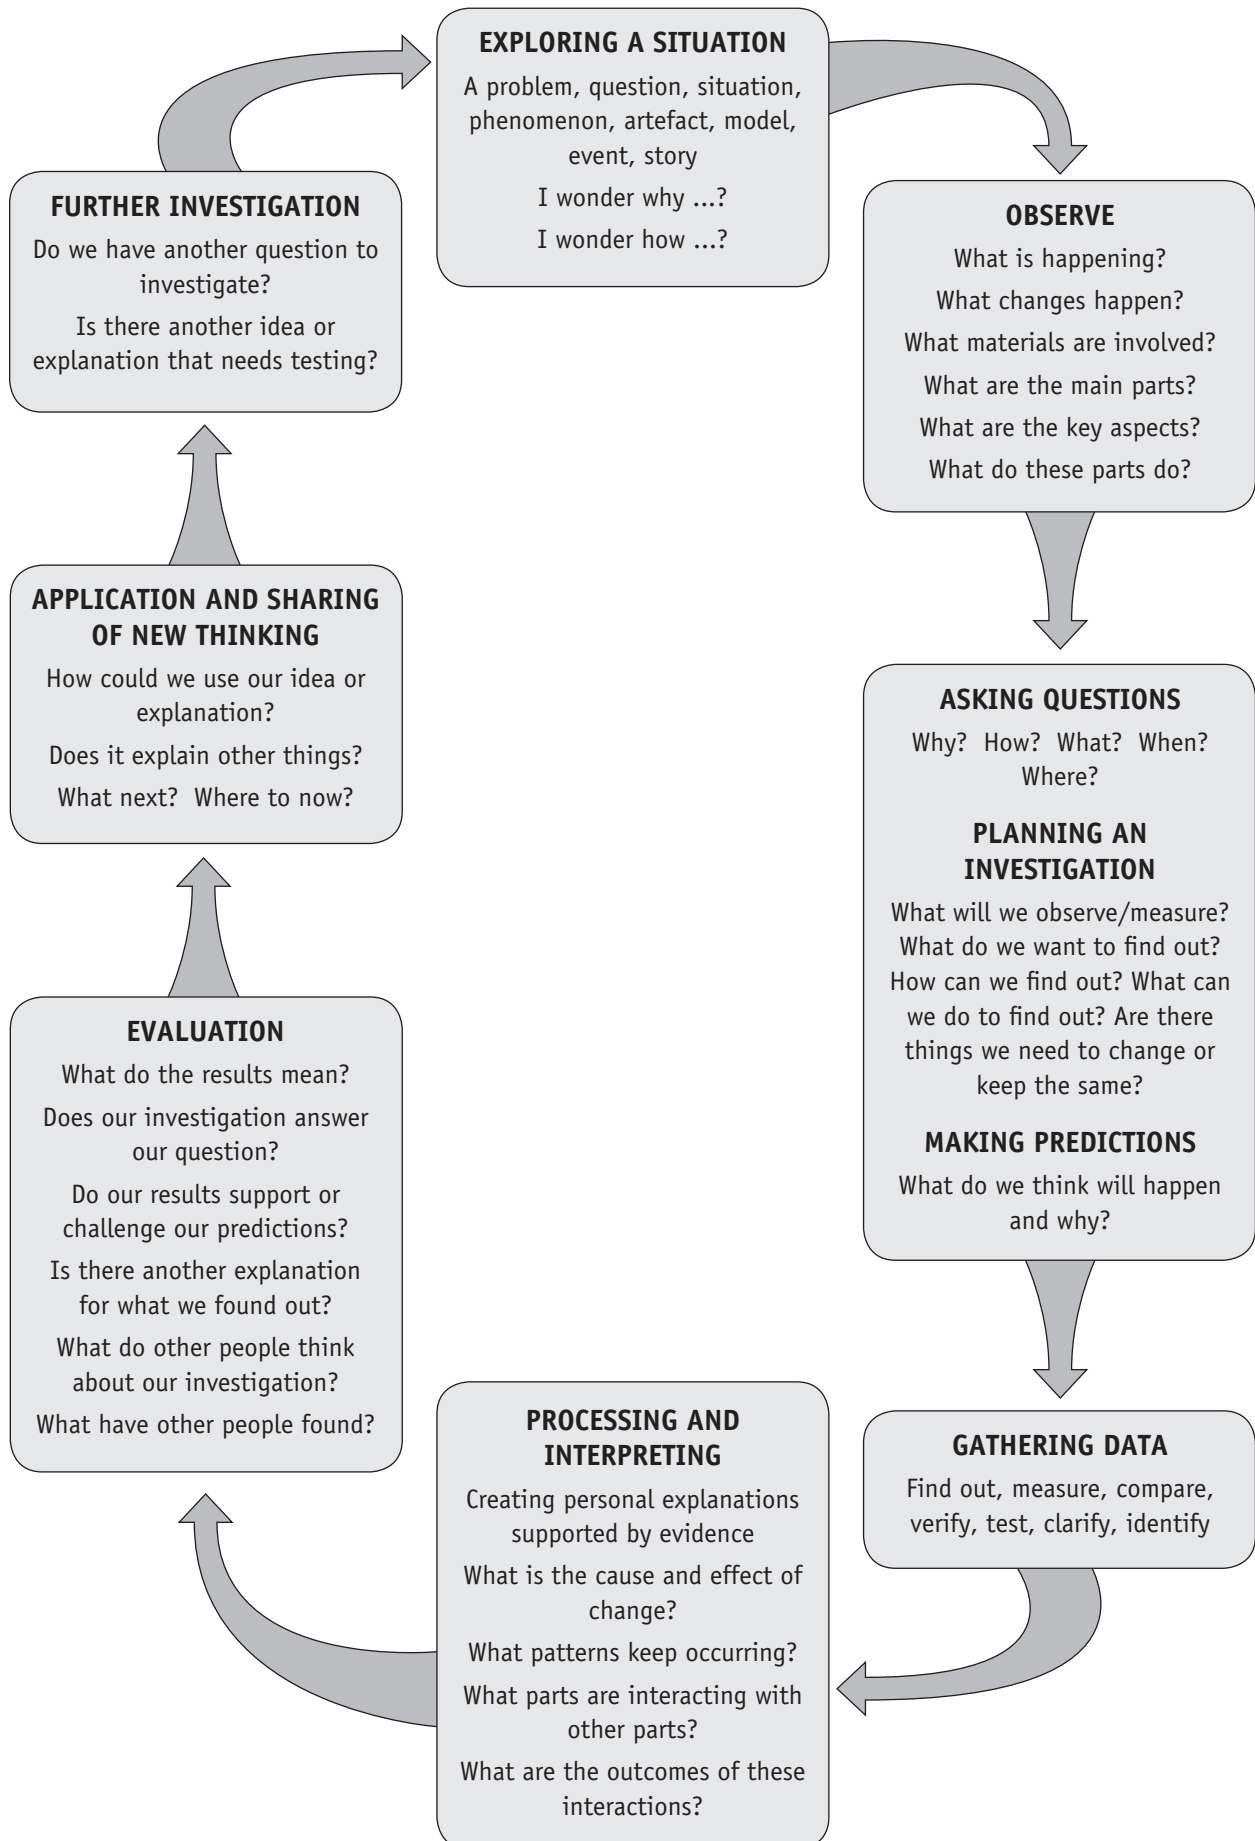 EXPLORING A SITUATION
A problem, question, situation,
phenomenon, artefact, model,
event, story
I wonder why ...?
I wonder how ...?
OBSERVE
What is happening?
What changes happen?
What materials are involved?
What are the main parts?
What are the key aspects?
What do these parts do?
ASKING QUESTIONS
Why? How? What? When?
Where?
PLANNING AN
INVESTIGATION
What will we observe/measure?
What do we want to find out?
How can we find out? What can
we do to find out? Are there
things we need to change or
keep the same?
MAKING PREDICTIONS
What do we think will happen
and why?
GATHERING DATA
Find out, measure, compare,
verify, test, clarify, identify
PROCESSING AND
INTERPRETING
Creating personal explanations
supported by evidence
What is the cause and effect of
change?
What patterns keep occurring?
What parts are interacting with
other parts?
What are the outcomes of these
interactions?
EVALUATION
What do the results mean?
Does our investigation answer
our question?
Do our results support or
challenge our predictions?
Is there another explanation
for what we found out?
What do other people think
about our investigation?
What have other people found?
APPLICATION AND SHARING
OF NEW THINKING
How could we use our idea or
explanation?
Does it explain other things?
What next? Where to now?
FURTHER INVESTIGATION
Do we have another question to
investigate?
Is there another idea or
explanation that needs testing?